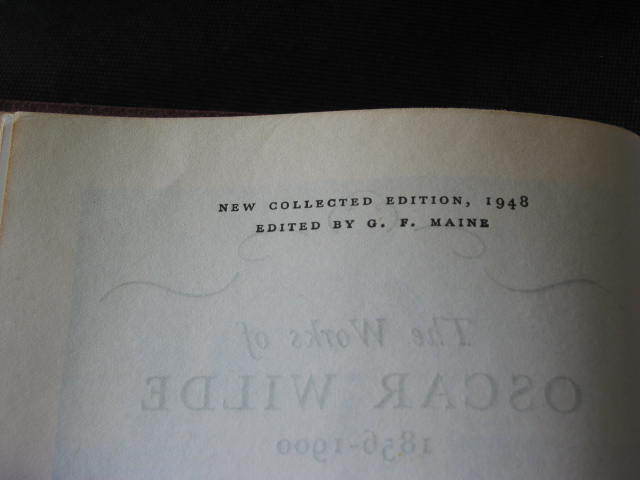 NEW COLLECTED EDITION, 1948
EDITED BY G. F. MAINE
The Works of
OSCAR WILDE
1856-1900